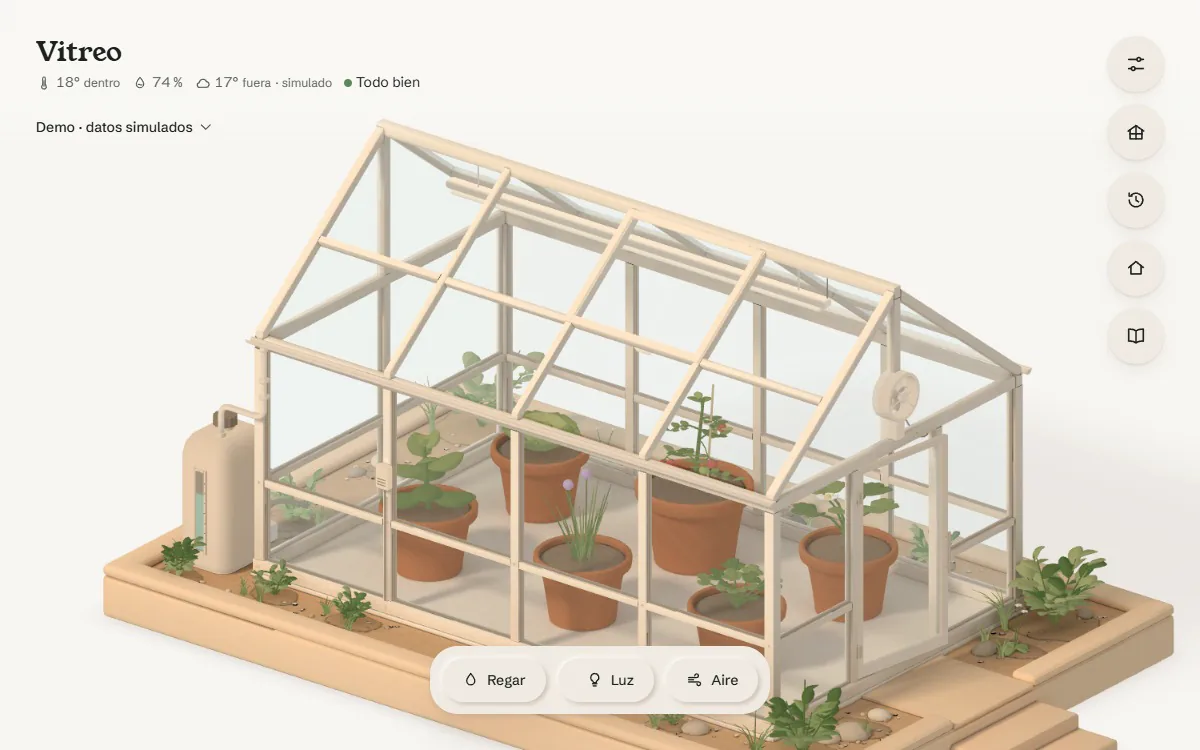 Vitreo
18° dentro 74 % 17° fuera · simulado Todo bien
Demo · datos simulados
Regar Luz Aire